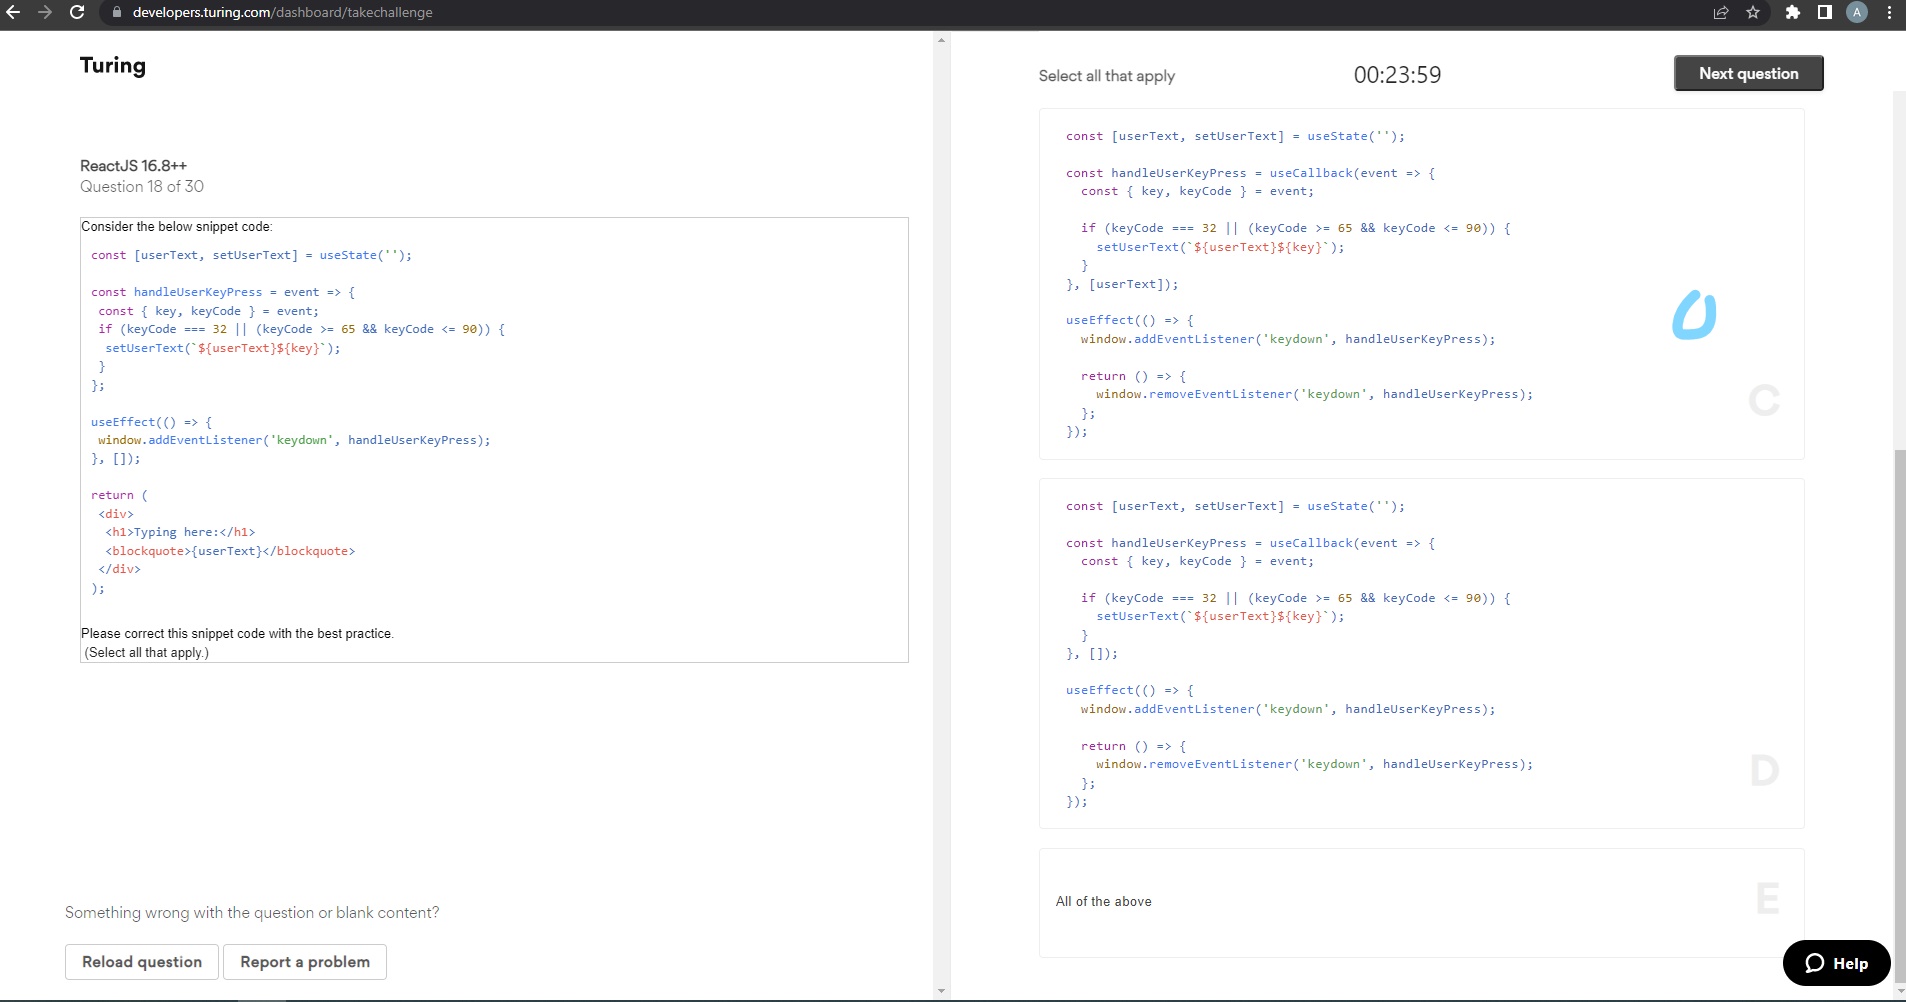 developers.turing.com/dashboard/takechallenge
A
Turing
ReactJS 16.8++
Question 18 of 30
Consider the below snippet code:
const [userText, setUserText] = useState('');
const handleUserKeyPress = event => {
const { key, keyCode } = event;
if (keyCode === 32 || (keyCode >= 65 && keyCode <= 90)) {
setUserText(`${userText}${key}`);
}
};
useEffect(() => {
window.addEventListener('keydown', handleUserKeyPress);
}, []);
return (
<div>
<h1>Typing here:</h1>
<blockquote>{userText}</blockquote>
</div>
);
Please correct this snippet code with the best practice.
(Select all that apply.)
Something wrong with the question or blank content?
Reload question
Report a problem
Select all that apply
00:23:59
Next question
const [userText, setUserText] = useState('');
const handleUserKeyPress = useCallback(event => {
const { key, keyCode } = event;
if (keyCode === 32 || (keyCode >= 65 && keyCode <= 90)) {
setUserText(`${userText}${key}`);
}
}, [userText]);
useEffect(() => {
window.addEventListener('keydown', handleUserKeyPress);
return () => {
window.removeEventListener('keydown', handleUserKeyPress);
};
});
C
const [userText, setUserText] = useState('');
const handleUserKeyPress = useCallback(event => {
const { key, keyCode } = event;
if (keyCode === 32 || (keyCode >= 65 && keyCode <= 90)) {
setUserText(`${userText}${key}`);
}
}, []);
useEffect(() => {
window.addEventListener('keydown', handleUserKeyPress);
return () => {
window.removeEventListener('keydown', handleUserKeyPress);
};
});
D
All of the above
E
Help